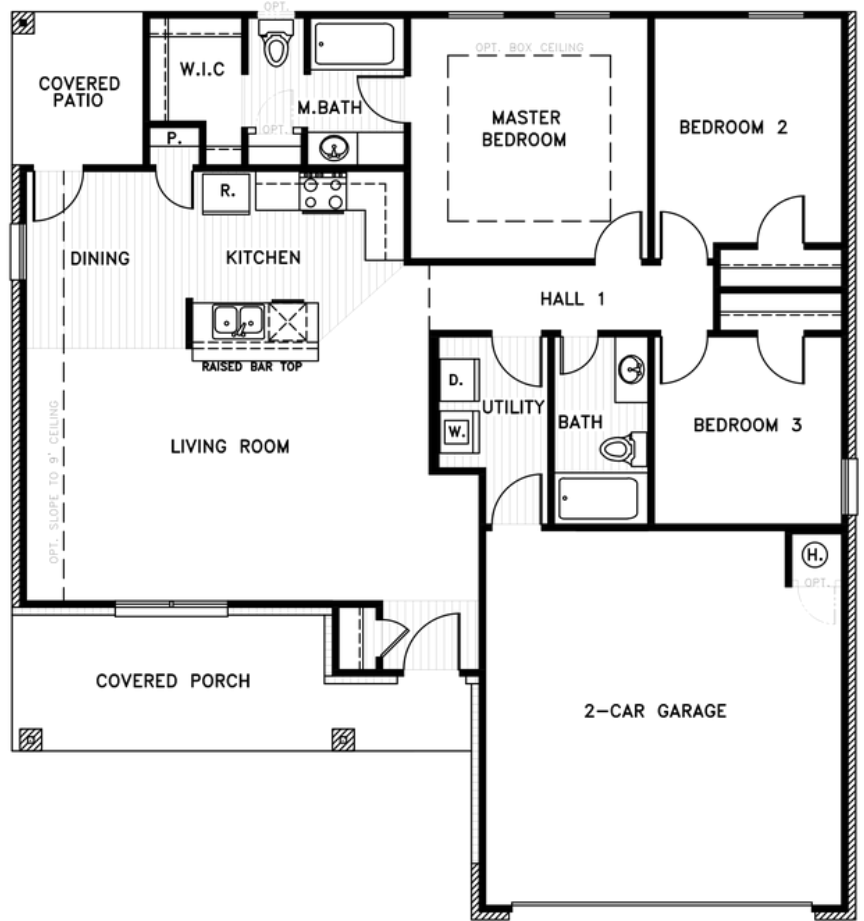 OPT.
W.I.C
COVERED
PATIO
M.BATH
OPT.
P.
OPT. BOX CEILING
MASTER
BEDROOM
BEDROOM 2
R.
DINING
KITCHEN
HALL 1
RAISED BAR TOP
D.
UTILITY
W.
BATH
BEDROOM 3
LIVING ROOM
OPT. SLOPE TO 9' CEILING
H.
OPT.
COVERED PORCH
2-CAR GARAGE